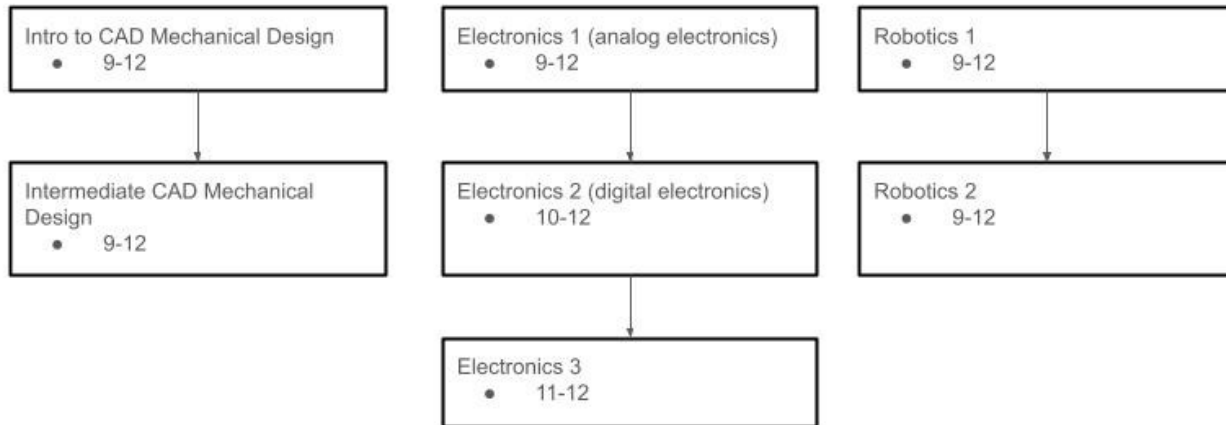 Intro to CAD Mechanical Design
● 9-12
Electronics 1 (analog electronics)
● 9-12
Robotics 1
● 9-12
Intermediate CAD Mechanical
Design
● 9-12
Electronics 2 (digital electronics)
● 10-12
Robotics 2
● 9-12
Electronics 3
● 11-12